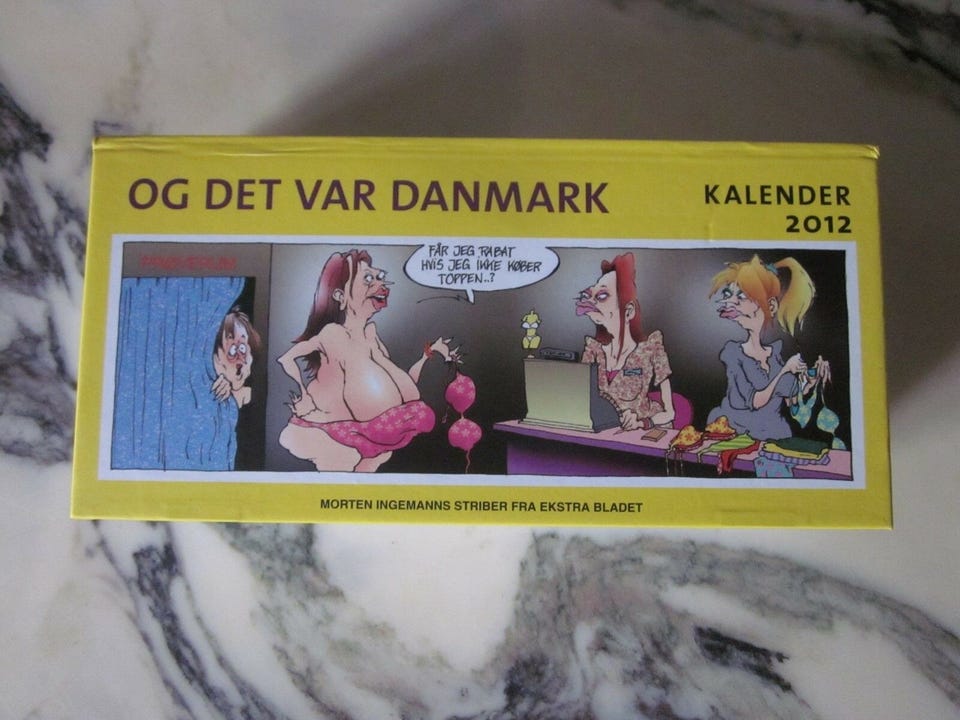 OG DET VAR DANMARK
KALENDER
2012
PRØVERUM
FÅR JEG RABAT
HVIS JEG IKKE KØBER
TOPPEN..?
MORTEN INGEMANNS STRIBER FRA EKSTRA BLADET